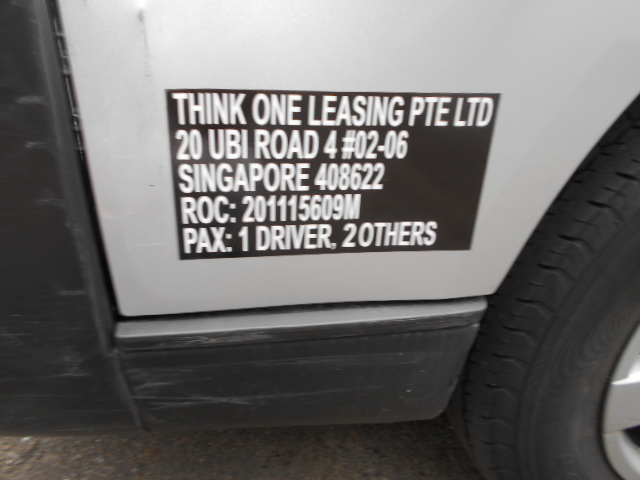 THINK ONE LEASING PTE LTD
20 UBI ROAD 4 #02-06
SINGAPORE 408622
ROC: 201115609M
PAX: 1 DRIVER, 2 OTHERS